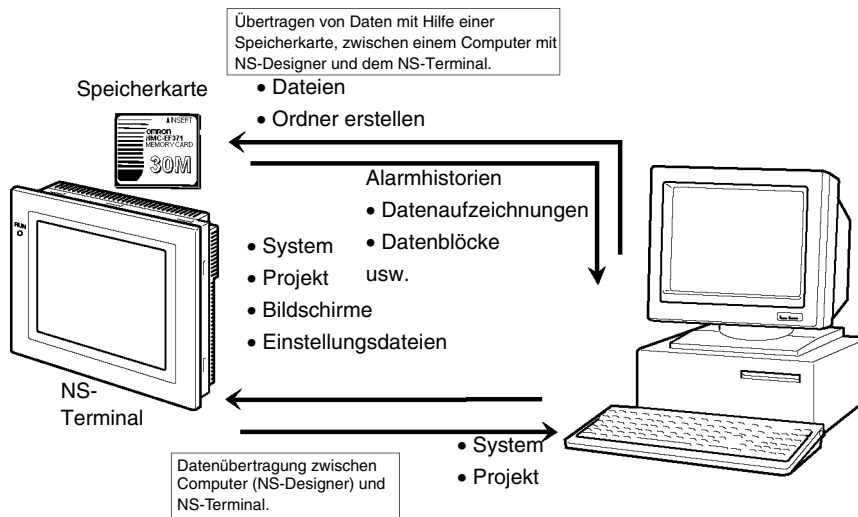 Übertragen von Daten mit Hilfe einer
Speicherkarte, zwischen einem Computer mit
NS-Designer und dem NS-Terminal.
Speicherkarte
• Dateien
• Ordner erstellen
INSERT
OMRON
HMC-EF371
MEMORY CARD
30M
Alarmhistorien
• Datenaufzeichnungen
• Datenblöcke
usw.
RUN
• System
• Projekt
• Bildschirme
• Einstellungsdateien
NS-
Terminal
• System
• Projekt
Datenübertragung zwischen
Computer (NS-Designer) und
NS-Terminal.